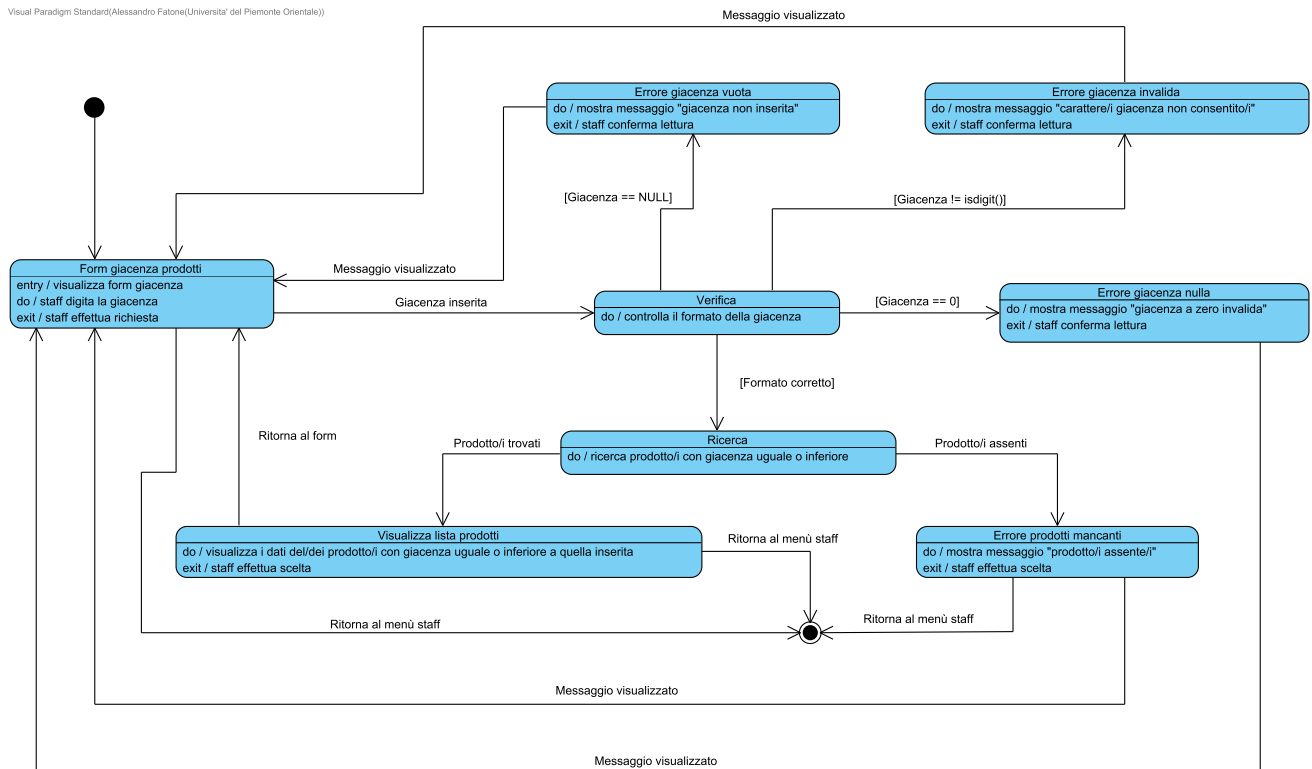 Visual Paradigm Standard(Alessandro Fatone(Universita' del Piemonte Orientale))
Messaggio visualizzato
Errore giacenza vuota
do / mostra messaggio "giacenza non inserita"
exit / staff conferma lettura
Errore giacenza invalida
do / mostra messaggio "carattere/i giacenza non consentito/i"
exit / staff conferma lettura
[Giacenza == NULL]
[Giacenza != isdigit()]
Form giacenza prodotti
entry / visualizza form giacenza
do / staff digita la giacenza
exit / staff effettua richiesta
Messaggio visualizzato
Giacenza inserita
Verifica
do / controlla il formato della giacenza
[Giacenza == 0]
Errore giacenza nulla
do / mostra messaggio "giacenza a zero invalida"
exit / staff conferma lettura
[Formato corretto]
Ritorna al form
Prodotto/i trovati
Ricerca
do / ricerca prodotto/i con giacenza uguale o inferiore
Prodotto/i assenti
Visualizza lista prodotti
do / visualizza i dati del/dei prodotto/i con giacenza uguale o inferiore a quella inserita
exit / staff effettua scelta
Ritorna al menù staff
Errore prodotti mancanti
do / mostra messaggio "prodotto/i assente/i"
exit / staff effettua scelta
Ritorna al menù staff
Ritorna al menù staff
Messaggio visualizzato
Messaggio visualizzato